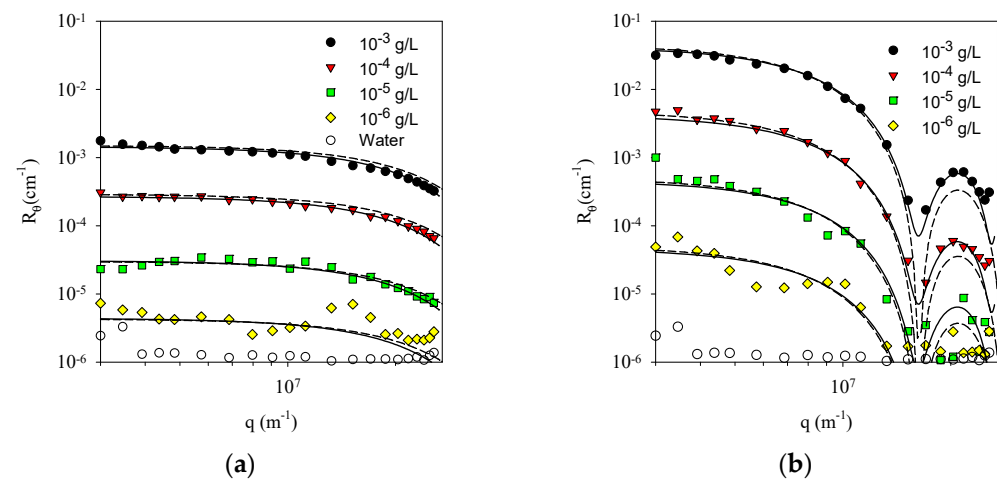 (a)
10⁻¹
10⁻²
10⁻³
10⁻⁴
10⁻⁵
10⁻⁶
R_θ(cm⁻¹)
10⁻³ g/L
10⁻⁴ g/L
10⁻⁵ g/L
10⁻⁶ g/L
Water
10⁷
q (m⁻¹)
(a)
(b)
10⁻¹
10⁻²
10⁻³
10⁻⁴
10⁻⁵
10⁻⁶
R_θ(cm⁻¹)
10⁻³ g/L
10⁻⁴ g/L
10⁻⁵ g/L
10⁻⁶ g/L
10⁷
q (m⁻¹)
(b)